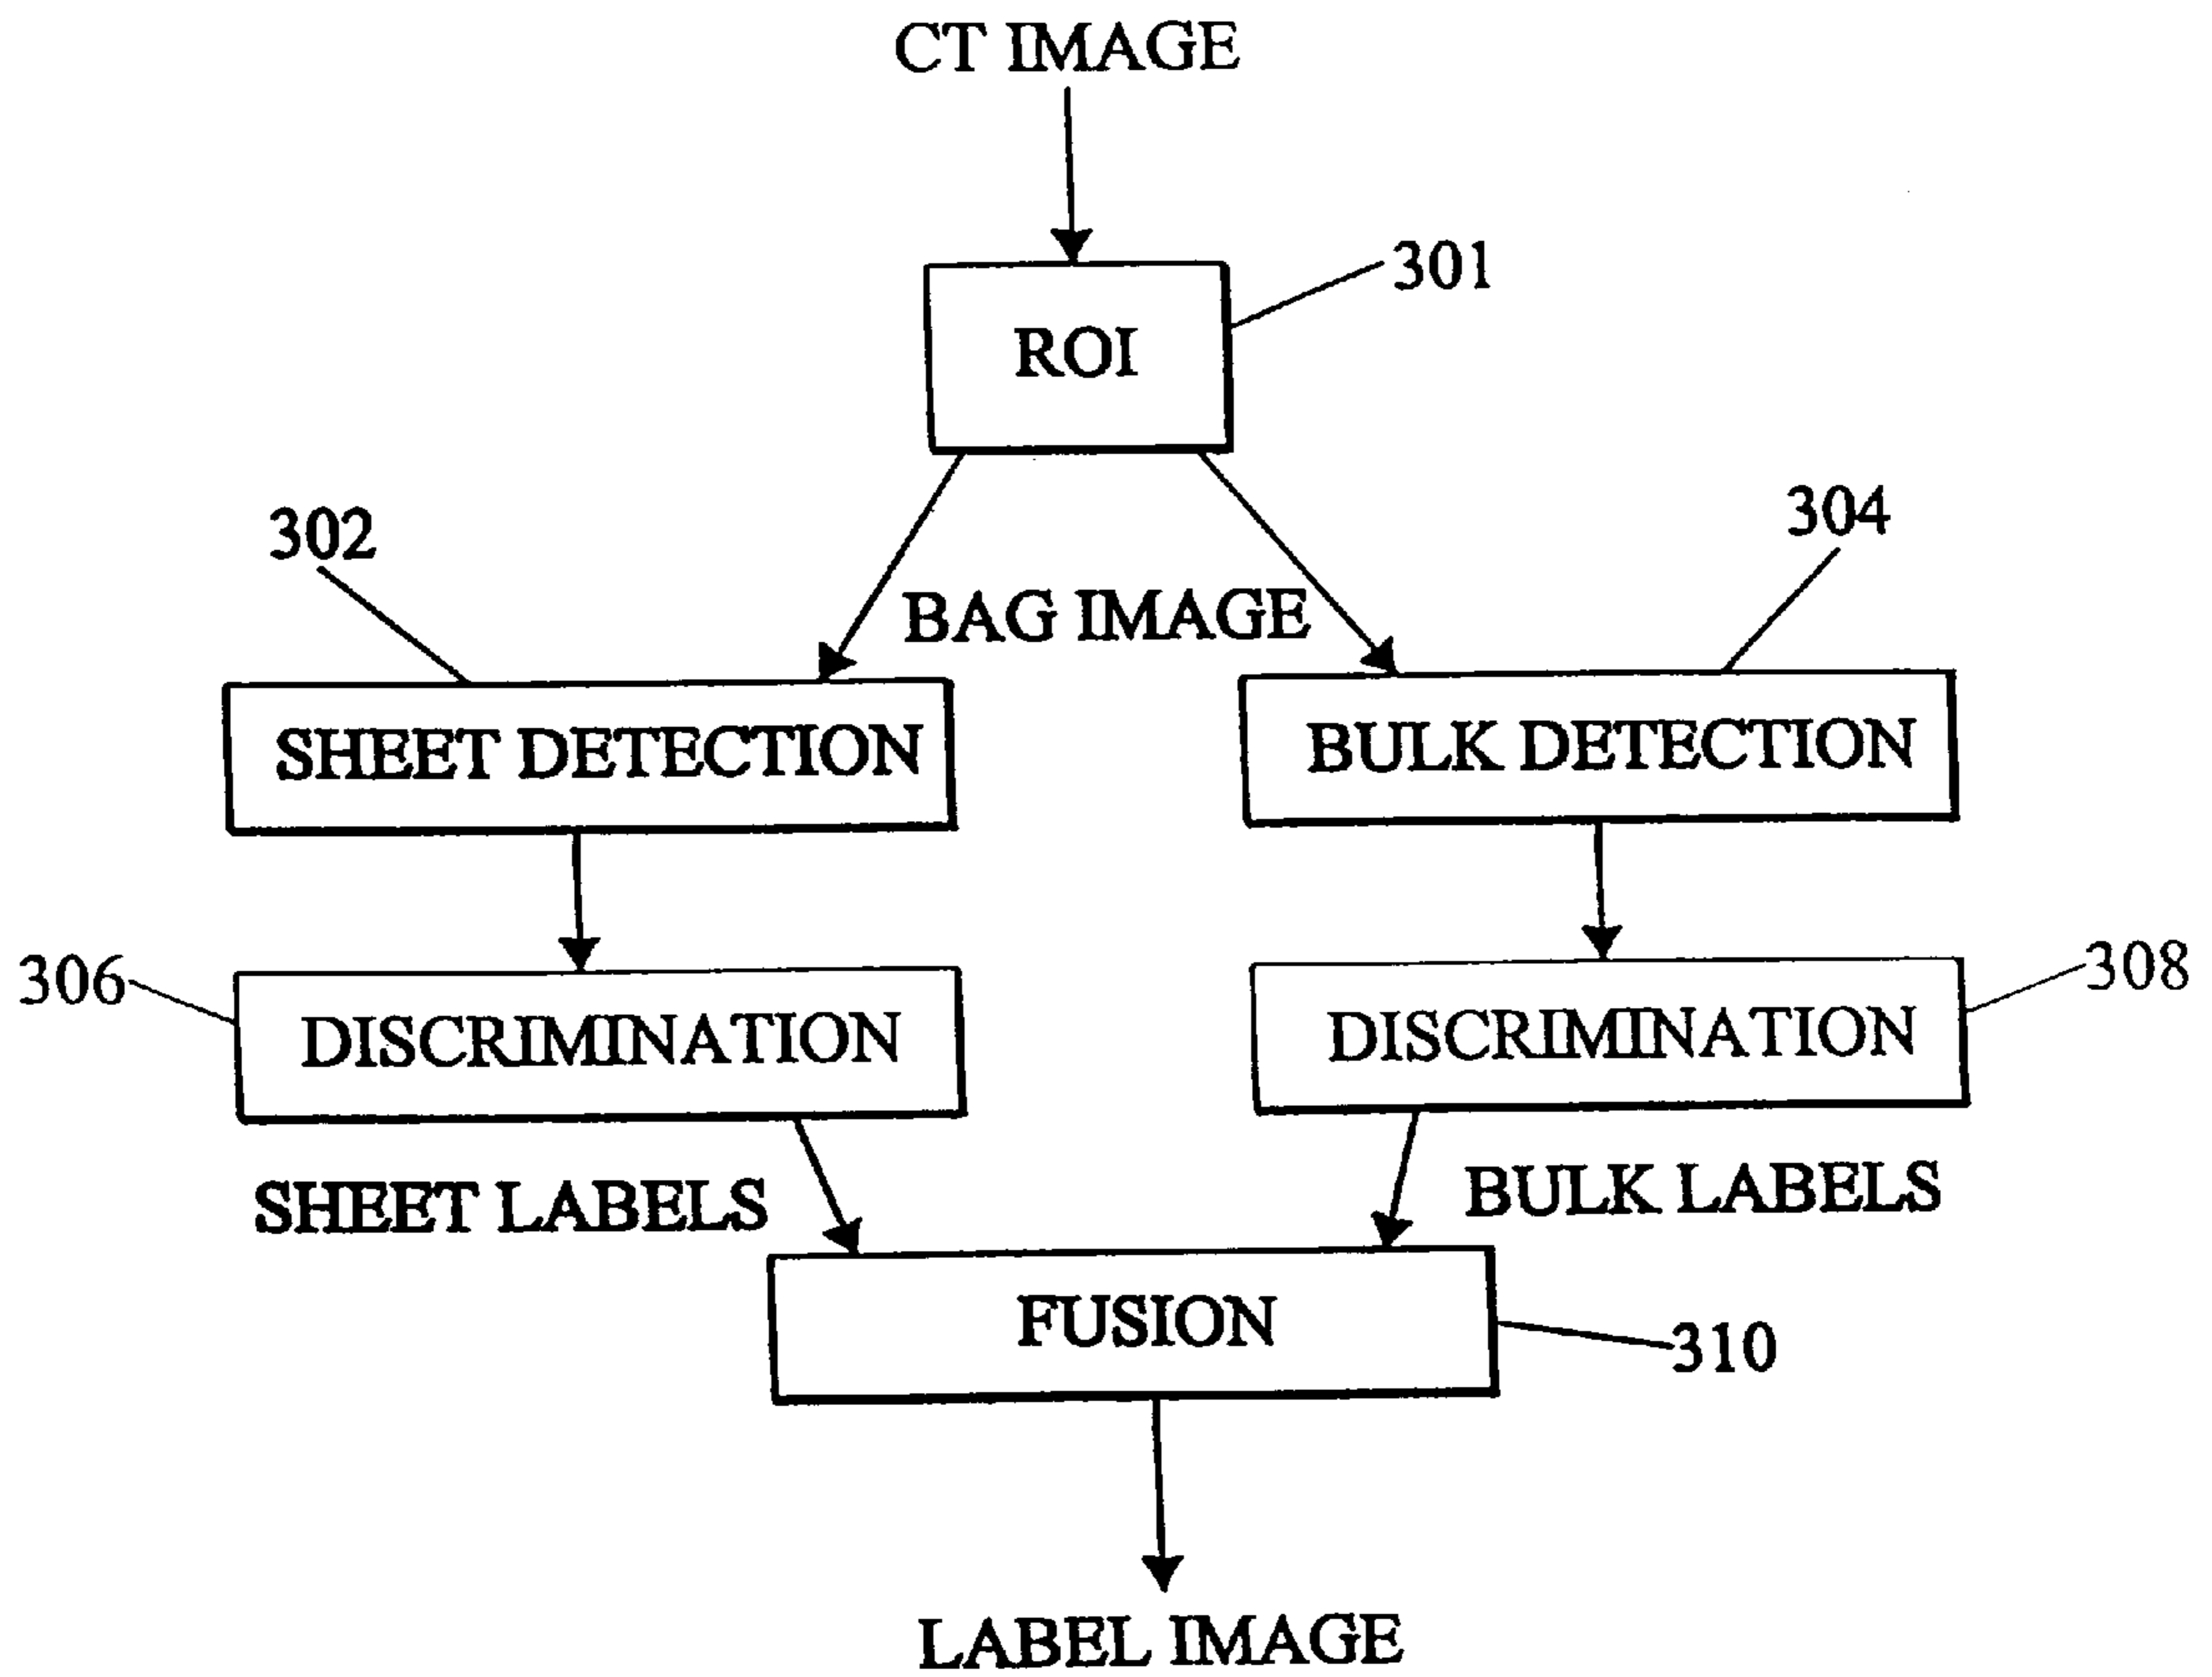 CT IMAGE
301
ROI
302
304
BAG IMAGE
SHEET DETECTION
BULK DETECTION
306
308
DISCRIMINATION
DISCRIMINATION
SHEET LABELS
BULK LABELS
FUSION
310
LABEL IMAGE